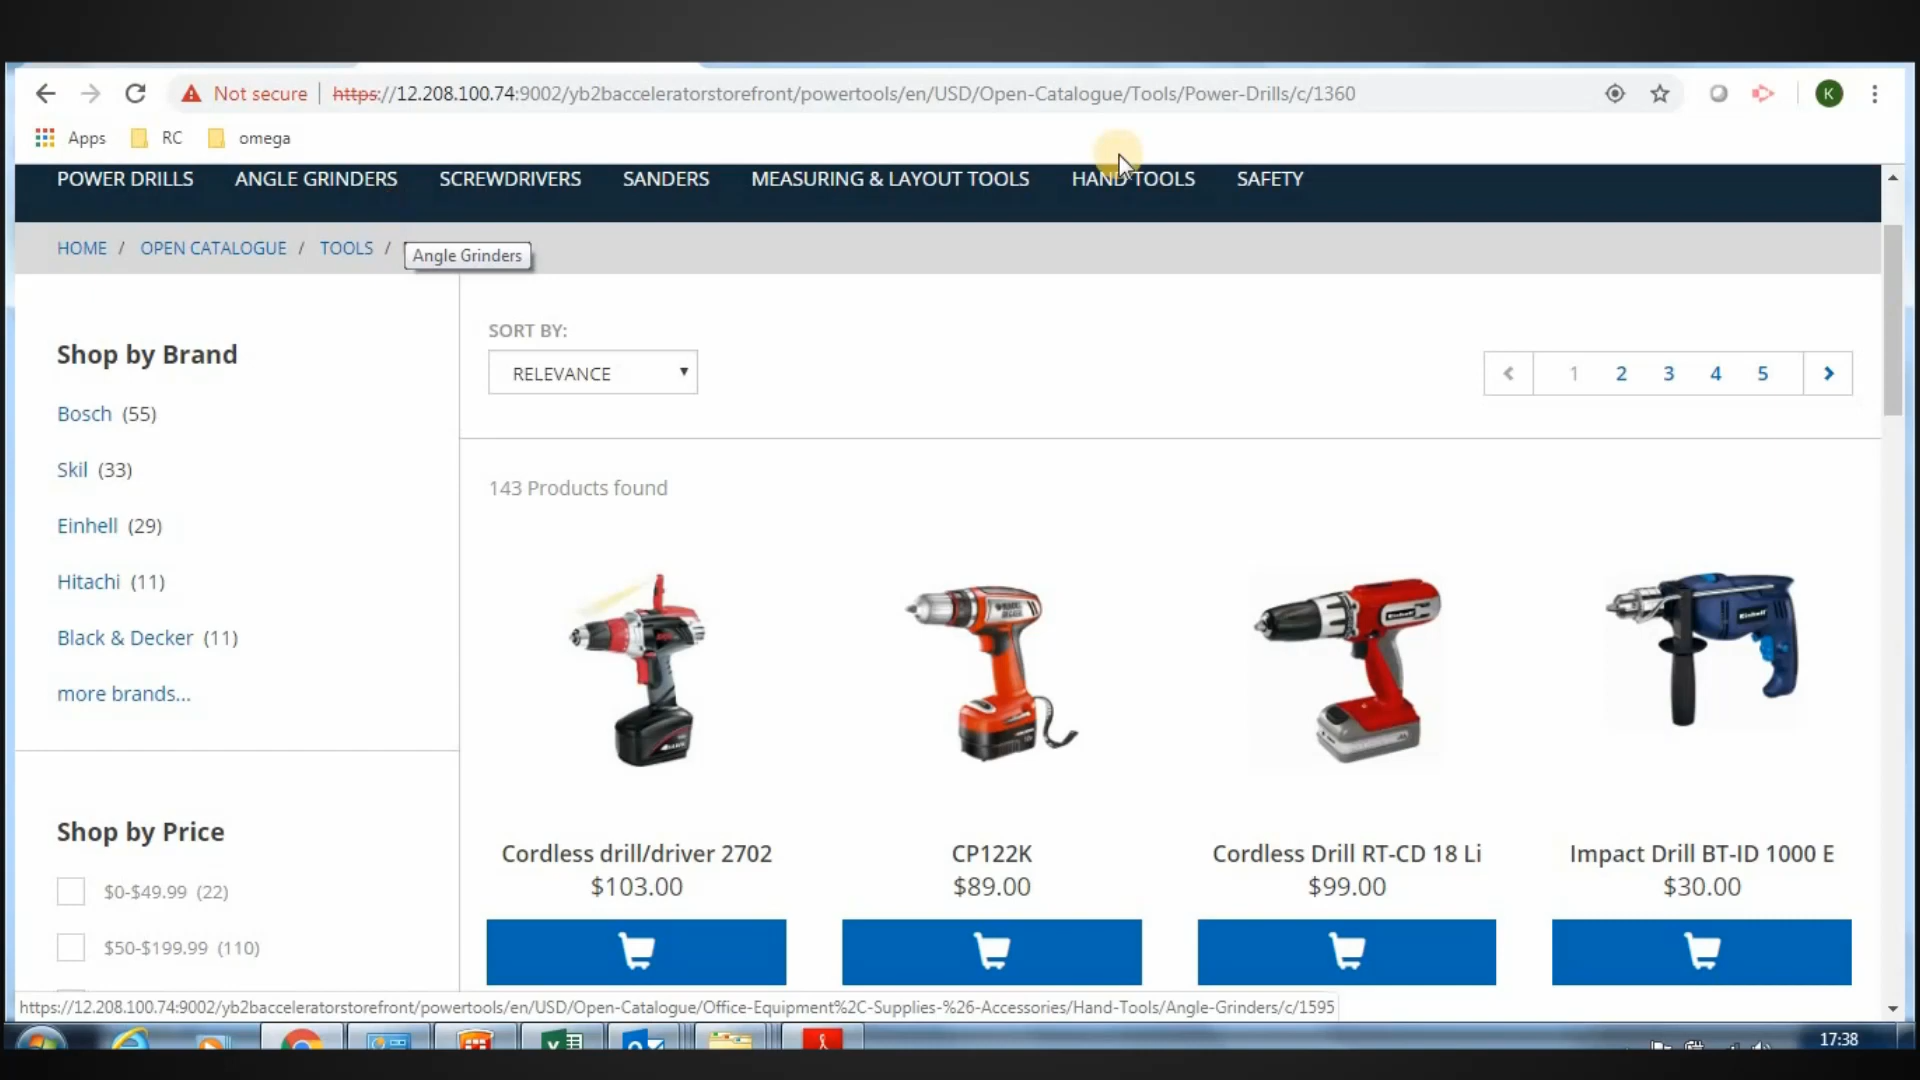 Not secure | https://12.208.100.74:9002/yb2bacceleratorstorefront/powertools/en/USD/Open-Catalogue/Tools/Power-Drills/c/1360 K
Apps RC omega
POWER DRILLS ANGLE GRINDERS SCREWDRIVERS SANDERS MEASURING & LAYOUT TOOLS HAND TOOLS SAFETY
HOME / OPEN CATALOGUE / TOOLS / Angle Grinders
SORT BY:
RELEVANCE
1 2 3 4 5
Shop by Brand
Bosch (55)
Skil (33)
Einhell (29)
Hitachi (11)
Black & Decker (11)
more brands...
Shop by Price
$0-$49.99 (22)
$50-$199.99 (110)
143 Products found
Cordless drill/driver 2702
$103.00
CP122K
$89.00
Cordless Drill RT-CD 18 Li
$99.00
Impact Drill BT-ID 1000 E
$30.00
https://12.208.100.74:9002/yb2bacceleratorstorefront/powertools/en/USD/Open-Catalogue/Office-Equipment%2C-Supplies-%26-Accessories/Hand-Tools/Angle-Grinders/c/1595
17:38